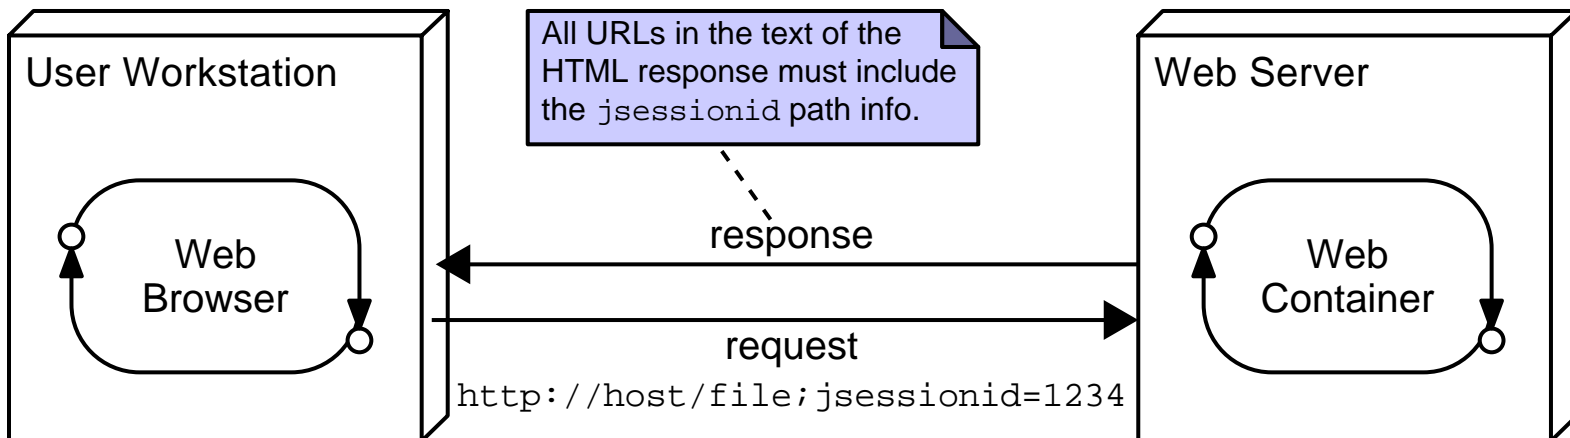 User Workstation
All URLs in the text of the
HTML response must include
the jsessionid path info.
Web Server
Web
Browser
response
request
http://host/file;jsessionid=1234
Web
Container